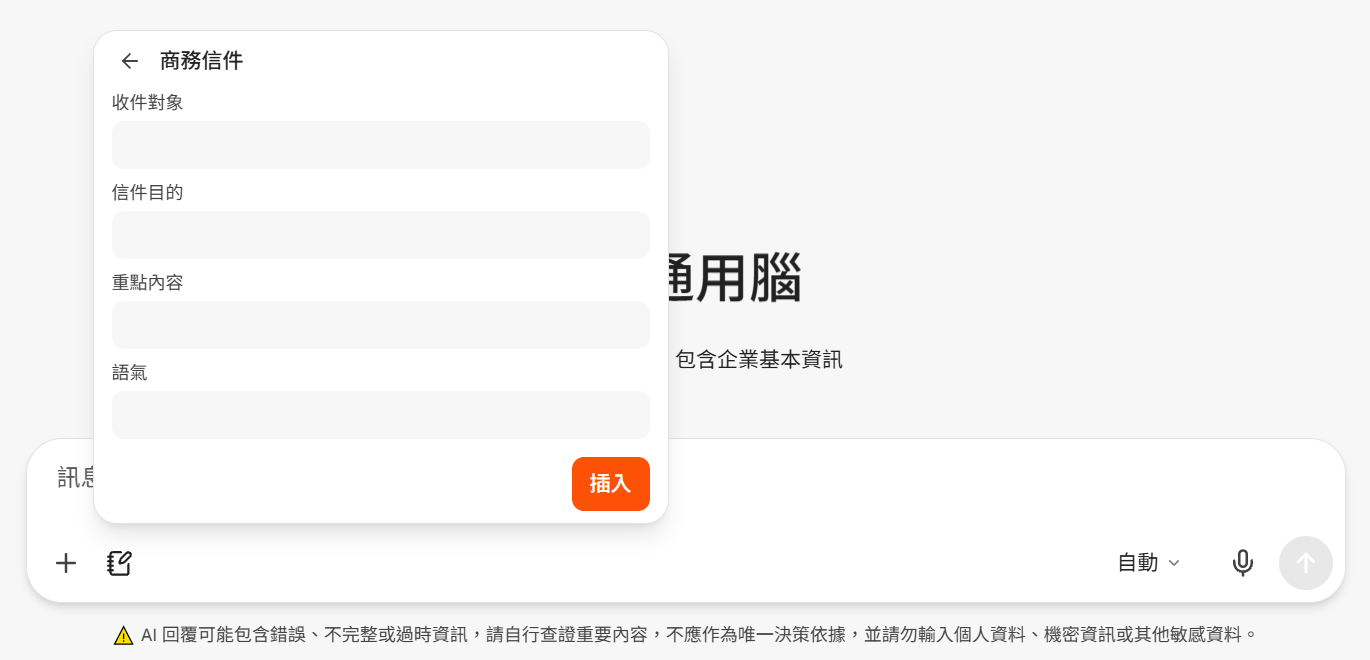 商務信件
收件對象
信件目的
重點內容
語氣
插入
通用腦
包含企業基本資訊
訊息
自動
AI 回覆可能包含錯誤、不完整或過時資訊，請自行查證重要內容，不應作為唯一決策依據，並請勿輸入個人資料、機密資訊或其他敏感資料。